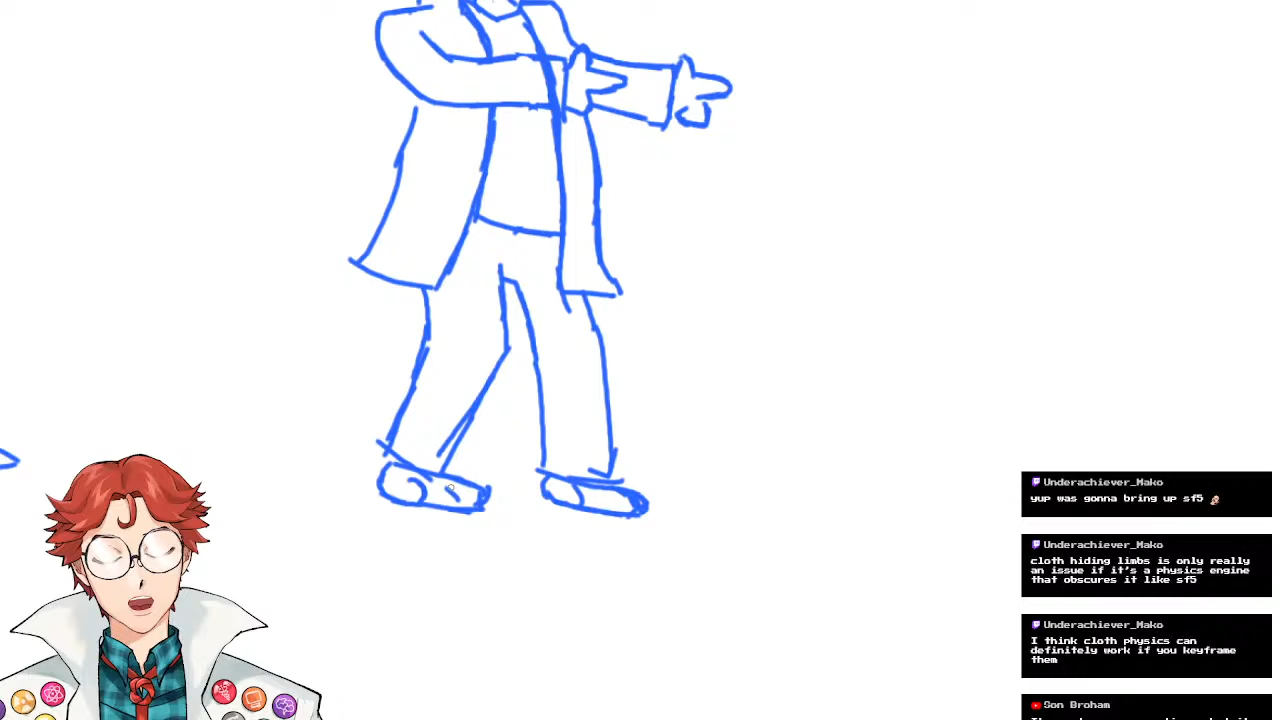 Underachiever_Mako
yup was gonna bring up sf5
Underachiever_Mako
cloth hiding limbs is only really
an issue if it's a physics engine
that obscures it like sf5
Underachiever_Mako
I think cloth physics can
definitely work if you keyframe
them
Son Broham